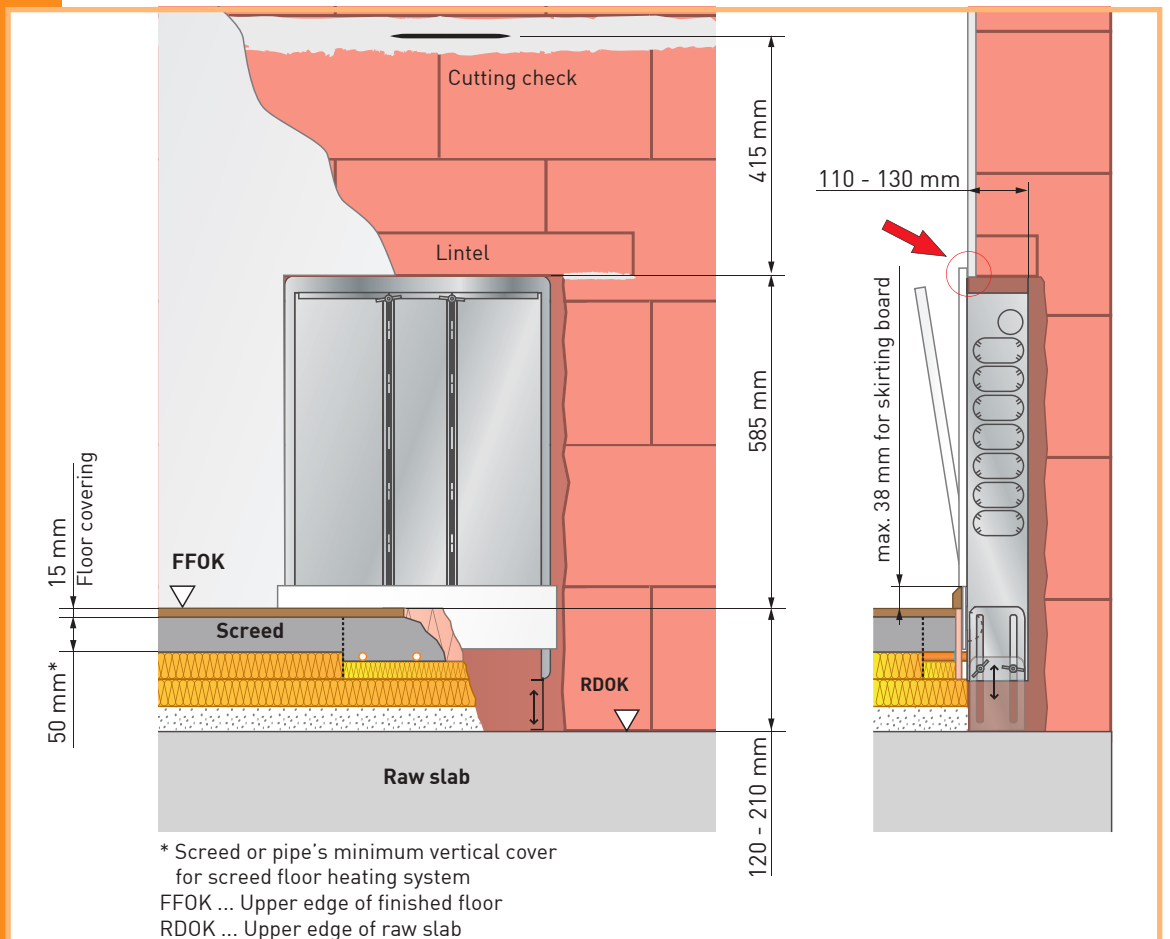 Cutting check
415 mm
110 - 130 mm
Lintel
585 mm
max. 38 mm for skirting board
15 mm
Floor covering
FFOK
Screed
50 mm*
RDOK
Raw slab
120 - 210 mm
* Screed or pipe's minimum vertical cover
for screed floor heating system
FFOK ... Upper edge of finished floor
RDOK ... Upper edge of raw slab